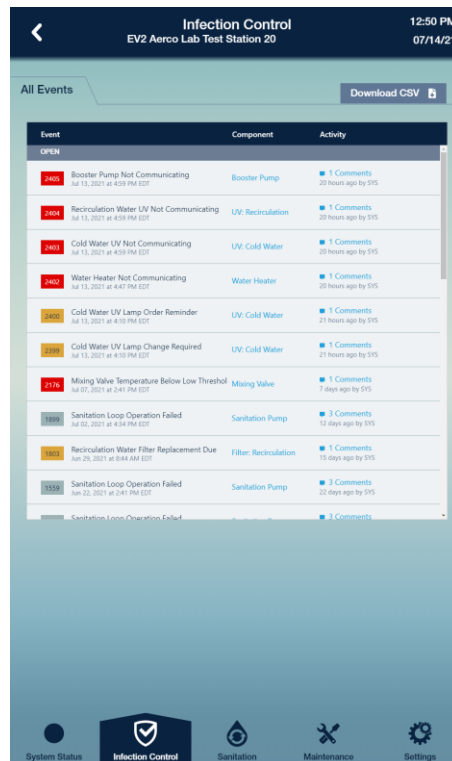 Infection Control
12:50 PM
EV2 Aerco Lab Test Station 20
07/14/21
All Events
Download CSV
Event Component Activity
OPEN
2405 Booster Pump Not Communicating Booster Pump 1 Comments
Jul 13, 2021 at 4:59 PM EDT 20 hours ago by SYS
2404 Recirculation Water UV Not Communicating UV: Recirculation 1 Comments
Jul 13, 2021 at 4:59 PM EDT 20 hours ago by SYS
2403 Cold Water UV Not Communicating UV: Cold Water 1 Comments
Jul 13, 2021 at 4:59 PM EDT 20 hours ago by SYS
2402 Water Heater Not Communicating Water Heater 1 Comments
Jul 13, 2021 at 4:47 PM EDT 20 hours ago by SYS
2400 Cold Water UV Lamp Order Reminder UV: Cold Water 1 Comments
Jul 13, 2021 at 4:10 PM EDT 21 hours ago by SYS
2399 Cold Water UV Lamp Change Required UV: Cold Water 1 Comments
Jul 13, 2021 at 4:10 PM EDT 21 hours ago by SYS
2176 Mixing Valve Temperature Below Low Threshol Mixing Valve 1 Comments
Jul 07, 2021 at 2:41 PM EDT 7 days ago by SYS
1899 Sanitation Loop Operation Failed Sanitation Pump 3 Comments
Jul 02, 2021 at 4:34 PM EDT 12 days ago by SYS
1803 Recirculation Water Filter Replacement Due Filter: Recirculation 1 Comments
Jun 29, 2021 at 8:44 AM EDT 15 days ago by SYS
1559 Sanitation Loop Operation Failed Sanitation Pump 3 Comments
Jun 22, 2021 at 2:41 PM EDT 22 days ago by SYS
Sanitation Loop Operation Failed 3 Comments
System Status Infection Control Sanitation Maintenance Settings